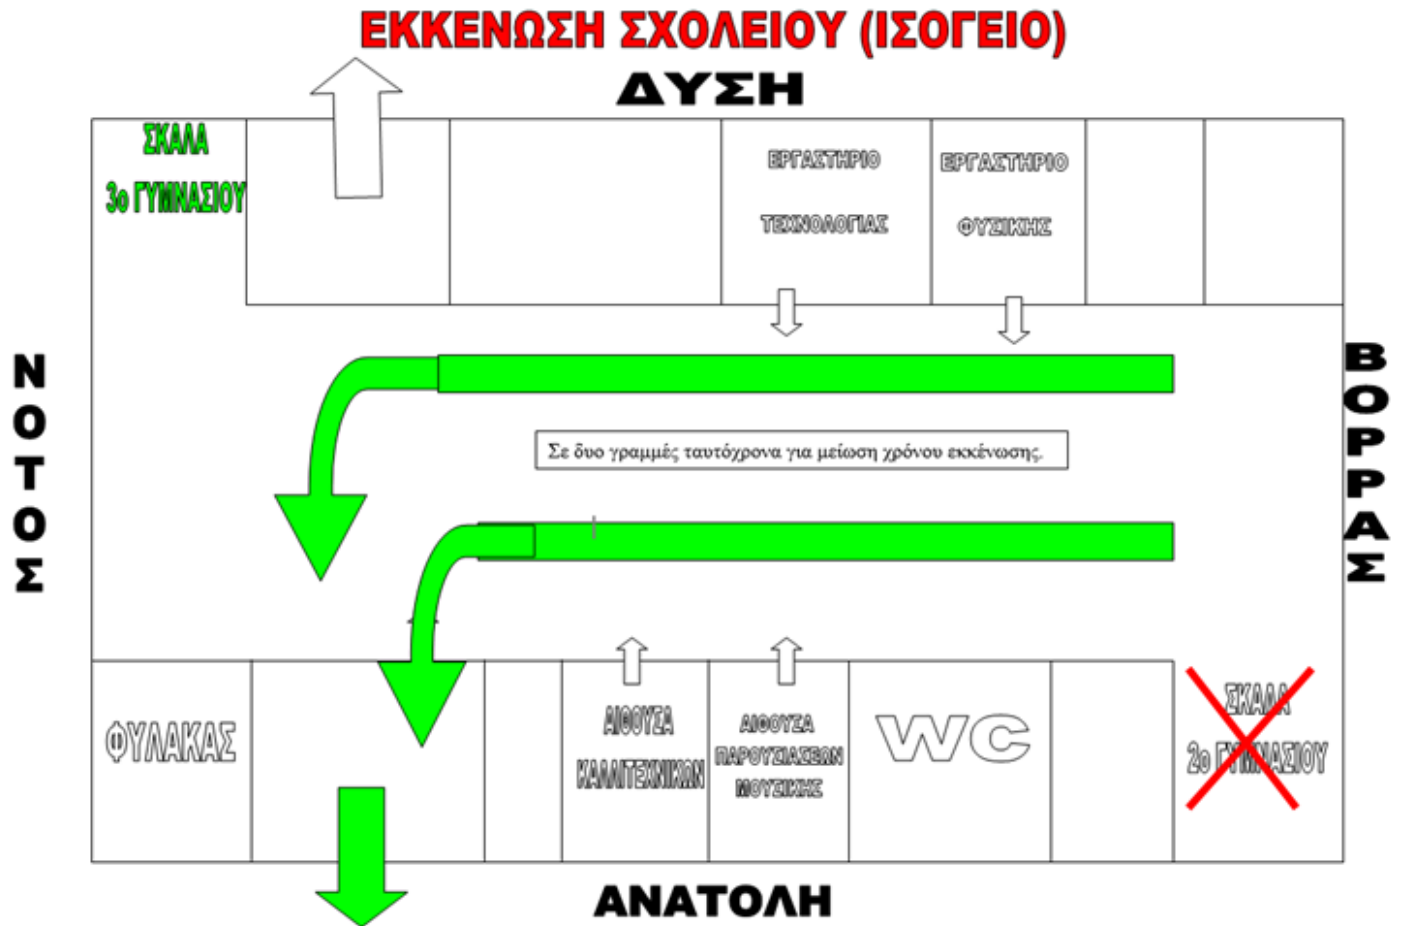 ΕΚΚΕΝΩΣΗ ΣΧΟΛΕΙΟΥ (ΙΣΟΓΕΙΟ)
ΔΥΣΗ
ΣΚΑΛΑ
3ο ΓΥΜΝΑΣΙΟΥ
ΕΡΓΑΣΤΗΡΙΟ
ΤΕΧΝΟΛΟΓΙΑΣ
ΕΡΓΑΣΤΗΡΙΟ
ΦΥΣΙΚΗΣ
ΝΟΤΟΣ
ΒΟΡΡΑΣ
Σε δυο γραμμές ταυτόχρονα για μείωση χρόνου εκκένωσης.
ΦΥΛΑΚΑΣ
ΑΙΘΟΥΣΑ
ΚΑΛΛΙΤΕΧΝΙΚΩΝ
ΑΙΘΟΥΣΑ
ΠΑΡΟΥΣΙΑΣΕΩΝ
ΜΟΥΣΙΚΗΣ
WC
ΣΚΑΛΑ
2ο ΓΥΜΝΑΣΙΟΥ
ΑΝΑΤΟΛΗ